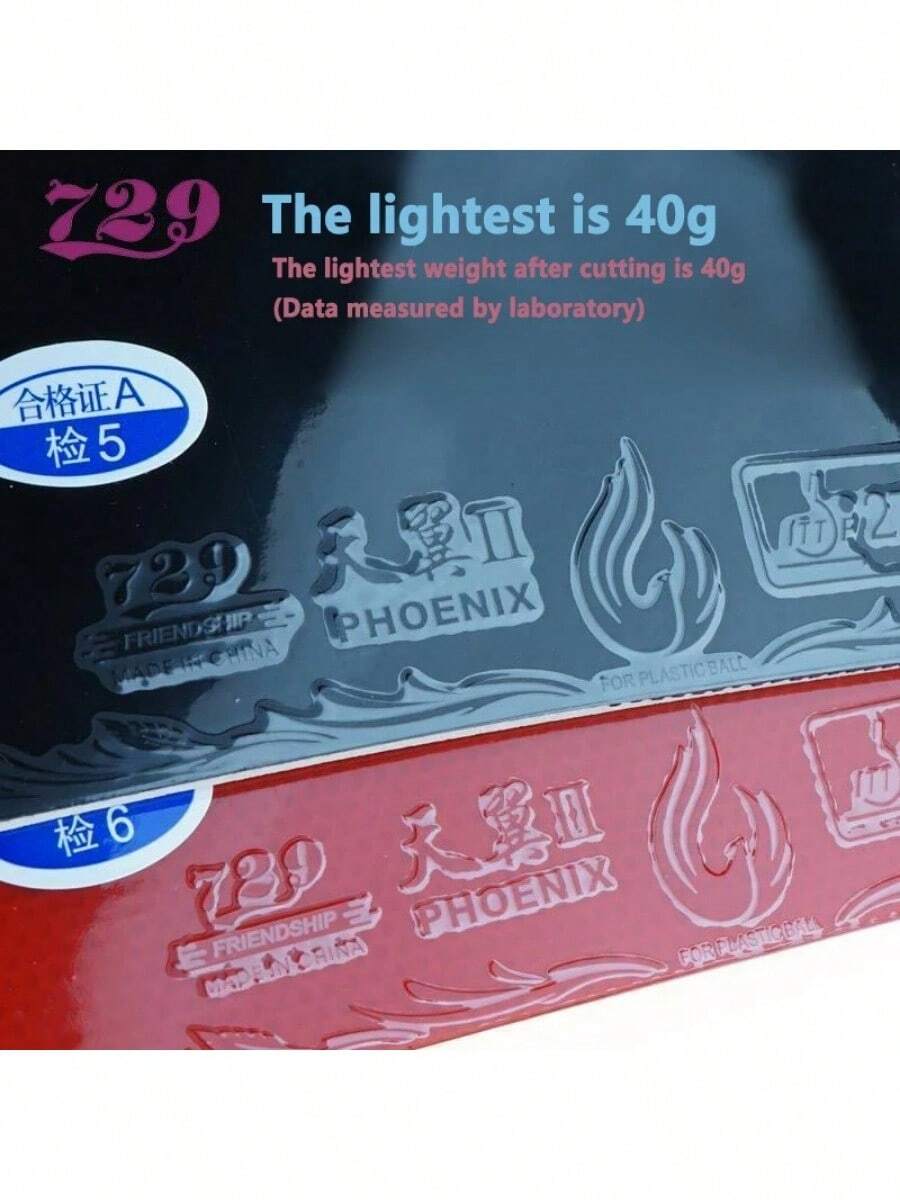 729
The lightest is 40g
The lightest weight after cutting is 40g
(Data measured by laboratory)
合格证A
检5
729
FRIENDSHIP
MADE IN CHINA
天翼II
PHOENIX
FOR PLASTIC BALL
ITTF
检6
729
FRIENDSHIP
MADE IN CHINA
天翼II
PHOENIX
FOR PLASTIC BALL